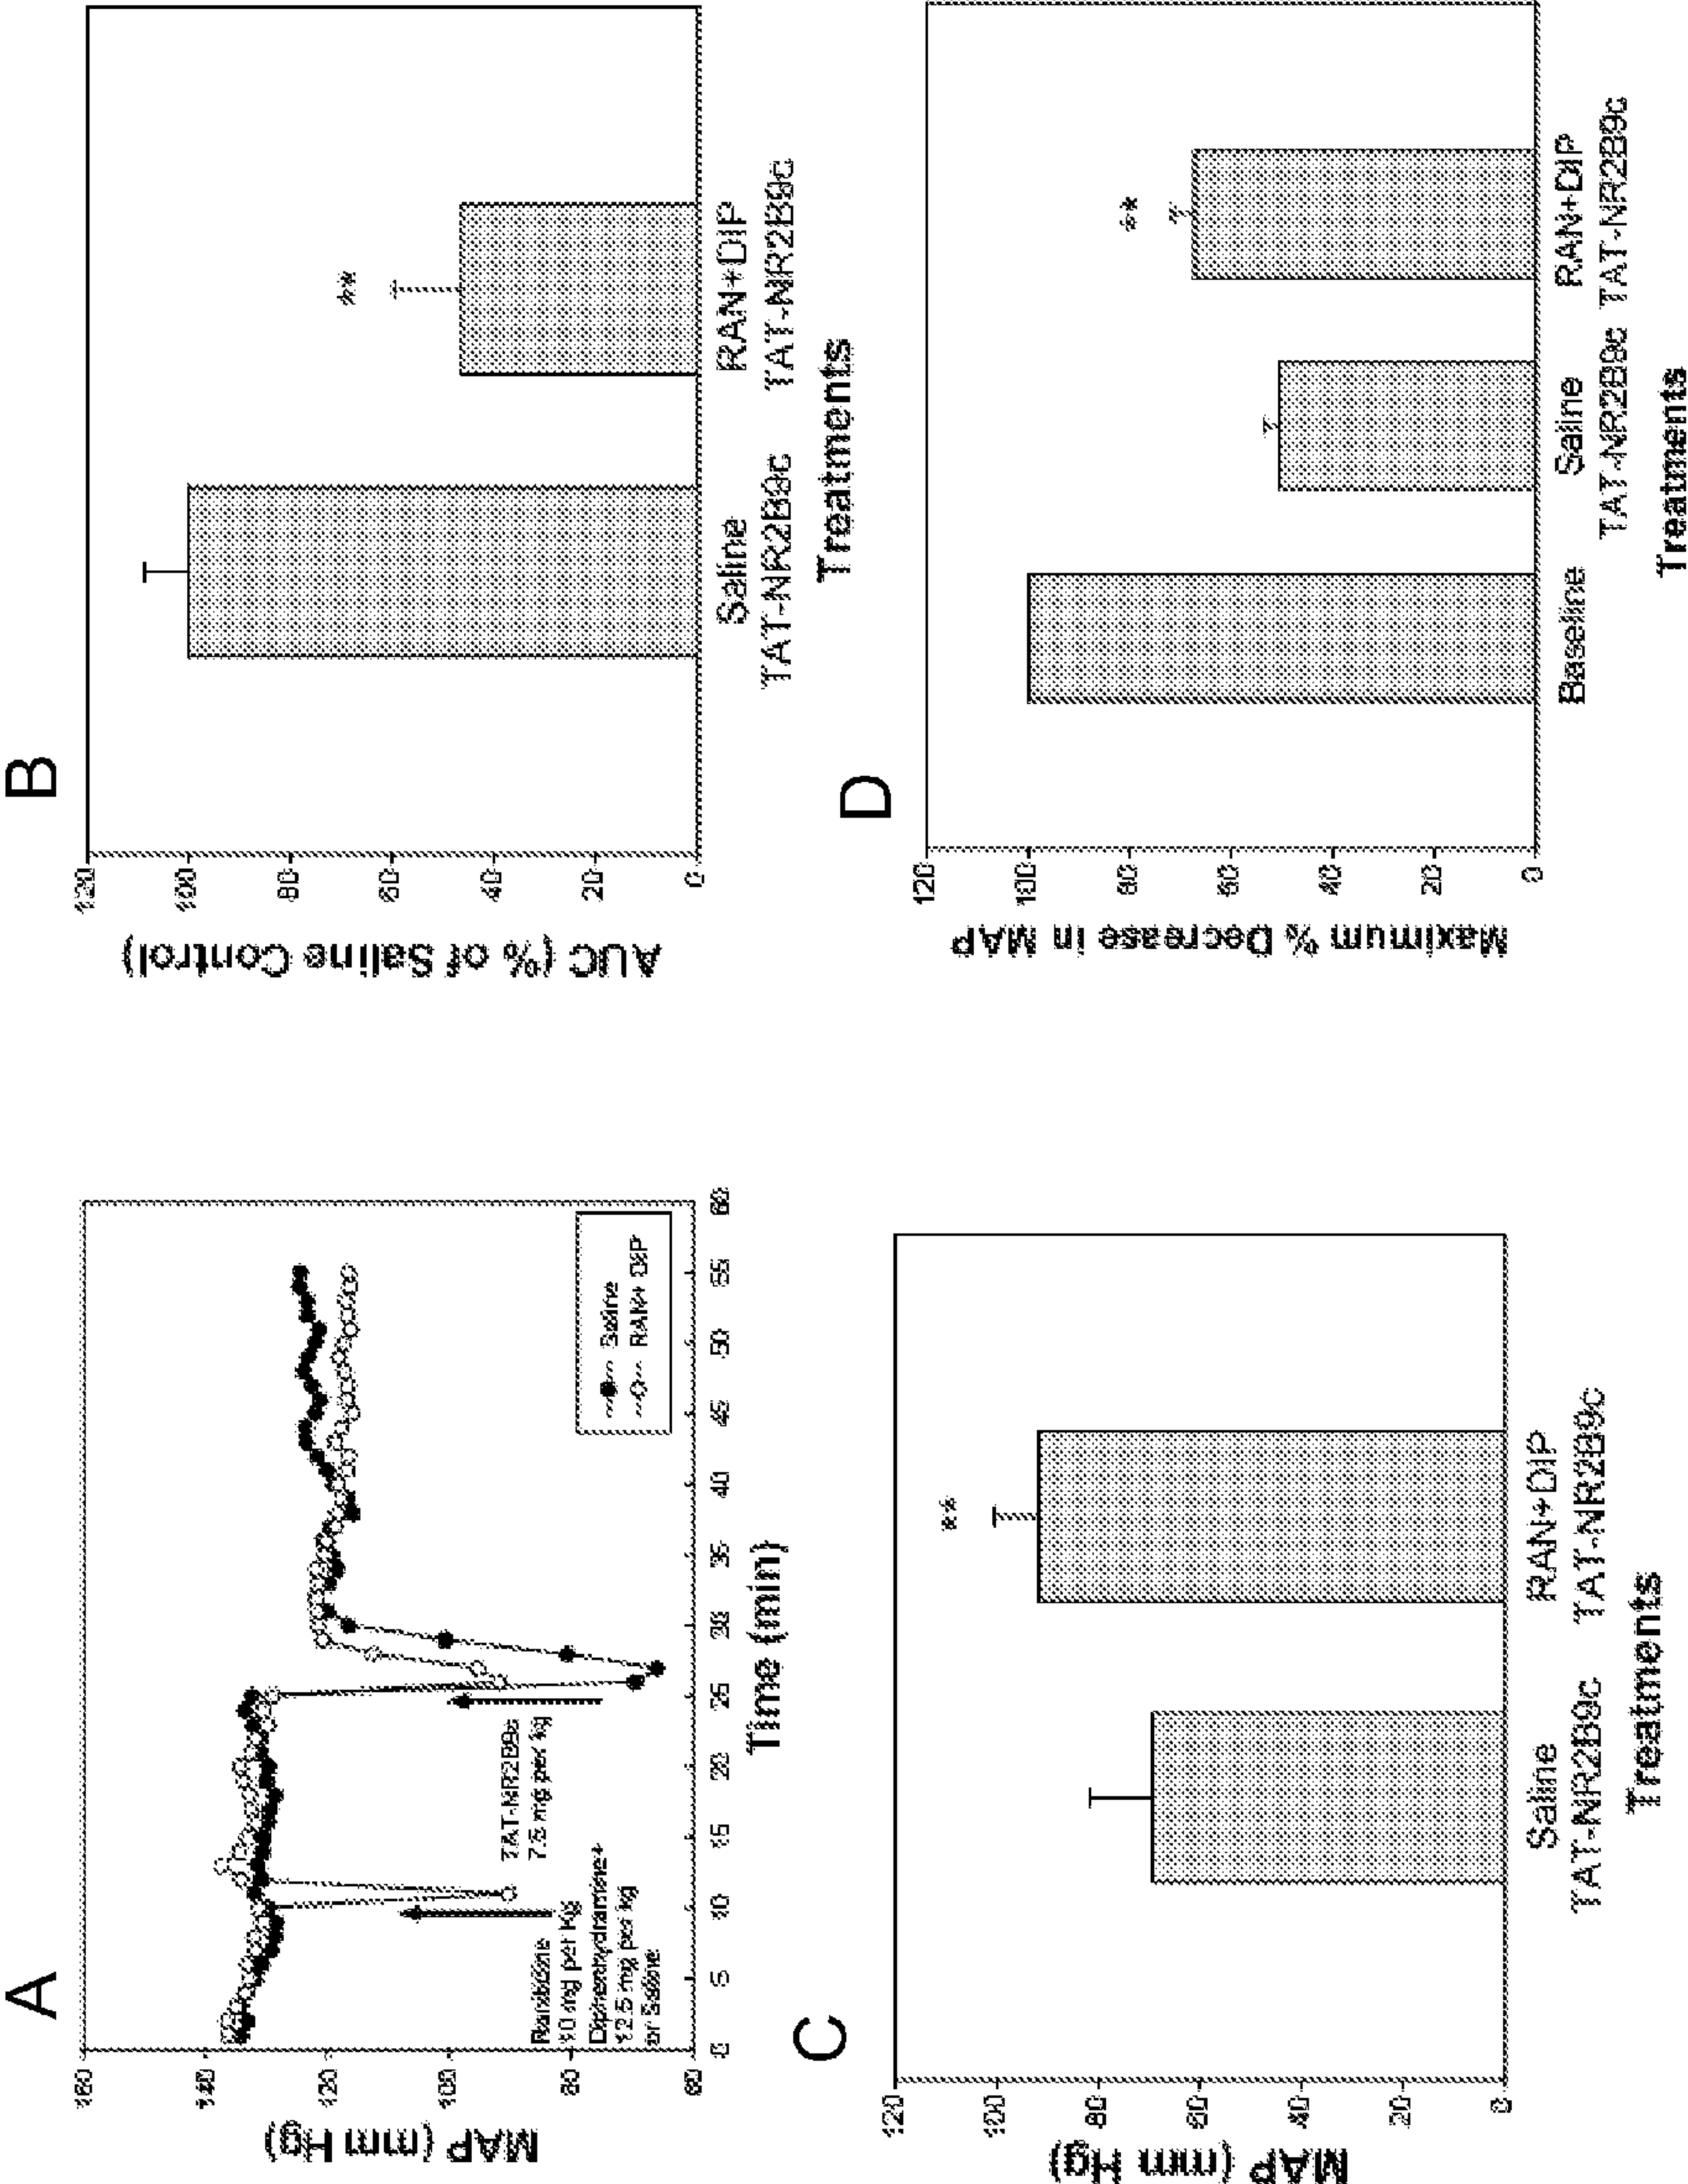 A
MAP (mm Hg)
160
140
120
100
80
60
Ranitidine
10 mg per kg
Diphenhydramine+
12.5 mg per kg
or Saline
TAT-NR2B9c
7.5 mg per kg
Saline
RAN+ DIP
0 5 10 15 20 25 30 35 40 45 50 55 60
Time (min)
B
AUC (% of Saline Control)
120
100
80
60
40
20
0
**
Saline RAN+DIP
TAT-NR2B9c TAT-NR2B9c
Treatments
C
MAP (mm Hg)
120
100
80
60
40
20
0
**
Saline RAN+DIP
TAT-NR2B9c TAT-NR2B9c
Treatments
D
Maximum % Decrease in MAP
120
100
80
60
40
20
0
**
Baseline Saline RAN+DIP
TAT-NR2B9c TAT-NR2B9c
Treatments